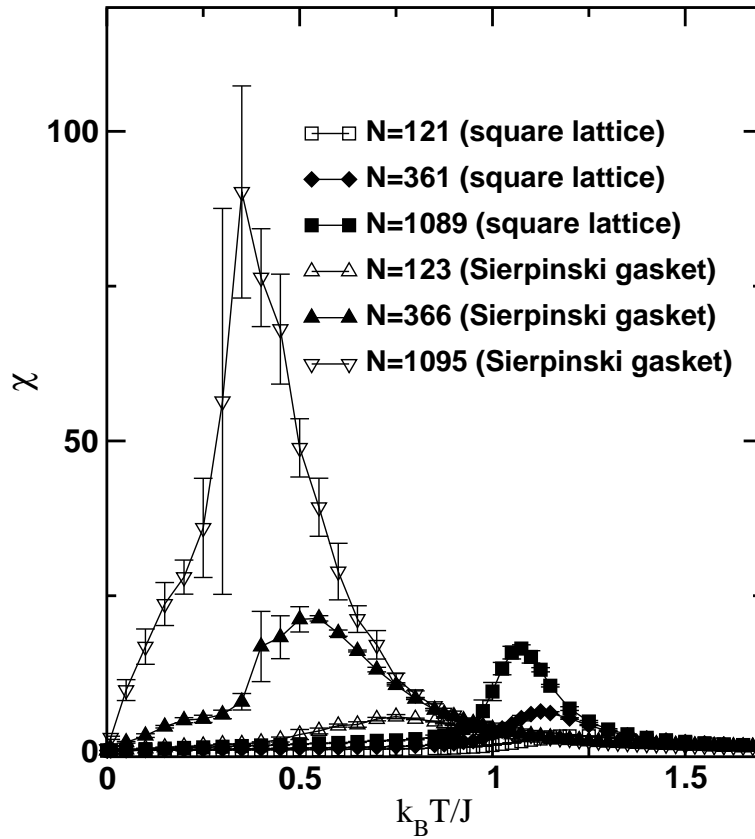 100
N=121 (square lattice)
N=361 (square lattice)
N=1089 (square lattice)
N=123 (Sierpinski gasket)
N=366 (Sierpinski gasket)
N=1095 (Sierpinski gasket)
χ
50
0
0 0.5 1 1.5
k_BT/J